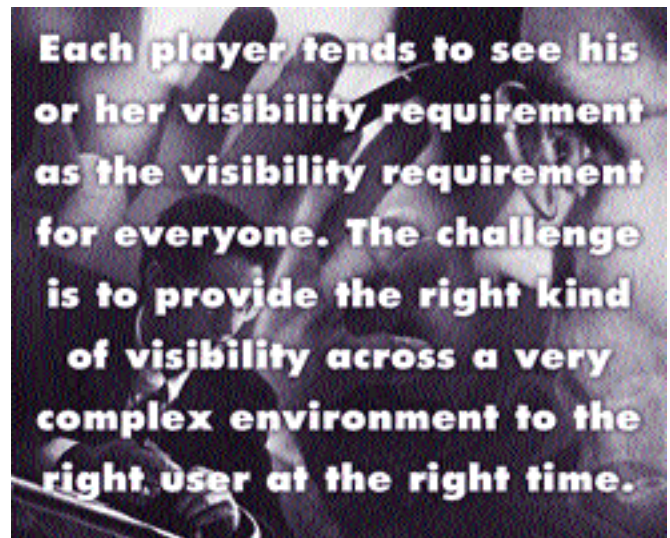 Each player tends to see his
or her visibility requirement
as the visibility requirement
for everyone. The challenge
is to provide the right kind
of visibility across a very
complex environment to the
right user at the right time.